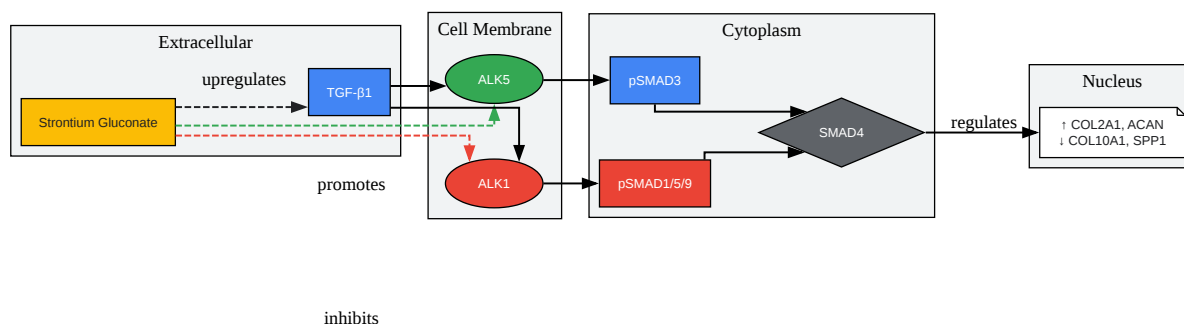 Extracellular
upregulates
TGF-β1
Strontium Gluconate
promotes
inhibits
Cell Membrane
ALK5
ALK1
Cytoplasm
pSMAD3
SMAD4
pSMAD1/5/9
regulates
Nucleus
↑ COL2A1, ACAN
↓ COL10A1, SPP1